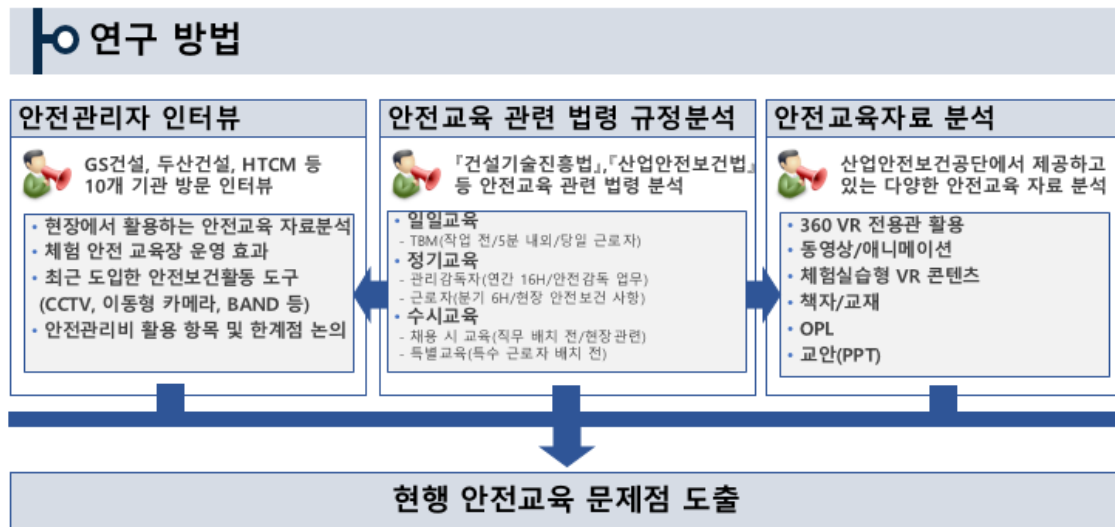 연구 방법
안전관리자 인터뷰
GS건설, 두산건설, HTCM 등
10개 기관 방문 인터뷰
• 현장에서 활용하는 안전교육 자료분석
• 체험 안전 교육장 운영 효과
• 최근 도입한 안전보건활동 도구
(CCTV, 이동형 카메라, BAND 등)
• 안전관리비 활용 항목 및 한계점 논의
안전교육 관련 법령 규정분석
『건설기술진흥법』,『산업안전보건법』
등 안전교육 관련 법령 분석
• 일일교육
- TBM(작업 전/5분 내외/당일 근로자)
• 정기교육
- 관리감독자(연간 16H/안전감독 업무)
- 근로자(분기 6H/현장 안전보건 사항)
• 수시교육
- 채용 시 교육(직무 배치 전/현장관련)
- 특별교육(특수 근로자 배치 전)
안전교육자료 분석
산업안전보건공단에서 제공하고
있는 다양한 안전교육 자료 분석
• 360 VR 전용관 활용
• 동영상/애니메이션
• 체험실습형 VR 콘텐츠
• 책자/교재
• OPL
• 교안(PPT)
현행 안전교육 문제점 도출